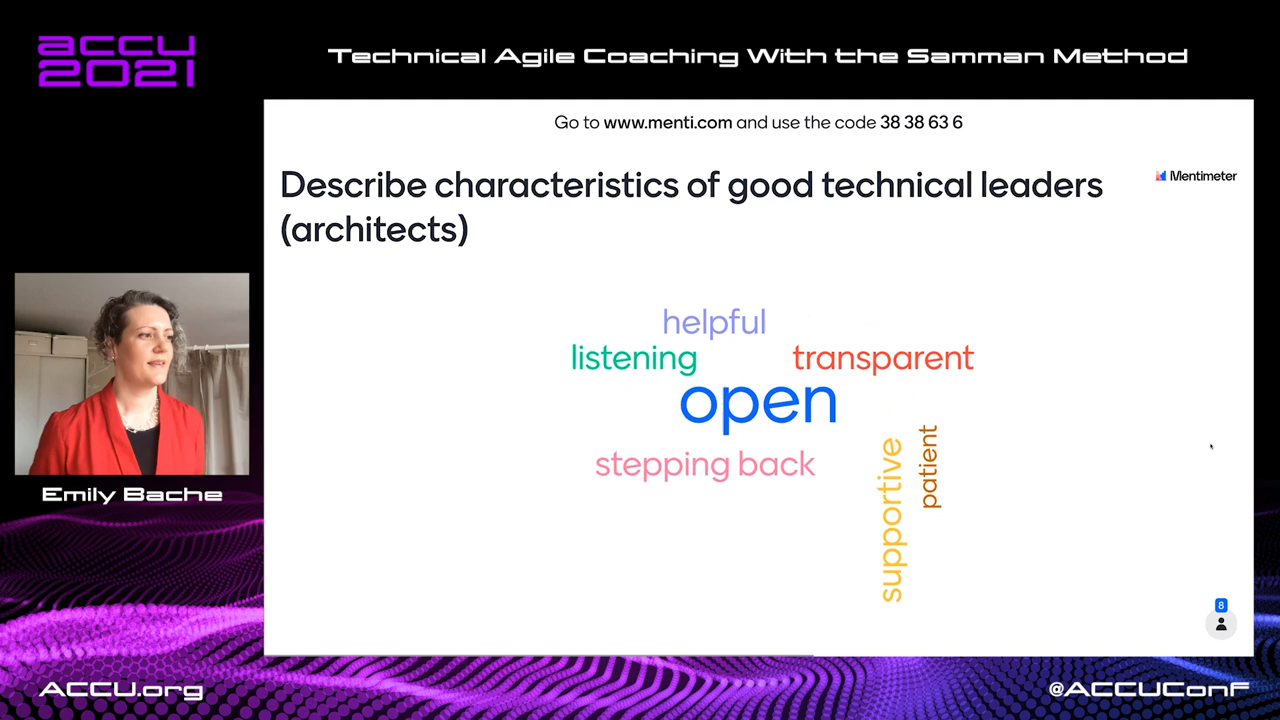 ACCU
2021
Technical Agile Coaching With the Samman Method
Go to www.menti.com and use the code 38 38 63 6
Describe characteristics of good technical leaders
(architects)
Mentimeter
helpful
listening
transparent
open
stepping back
supportive
patient
8
Emily Bache
ACCU.org
@ACCUConf